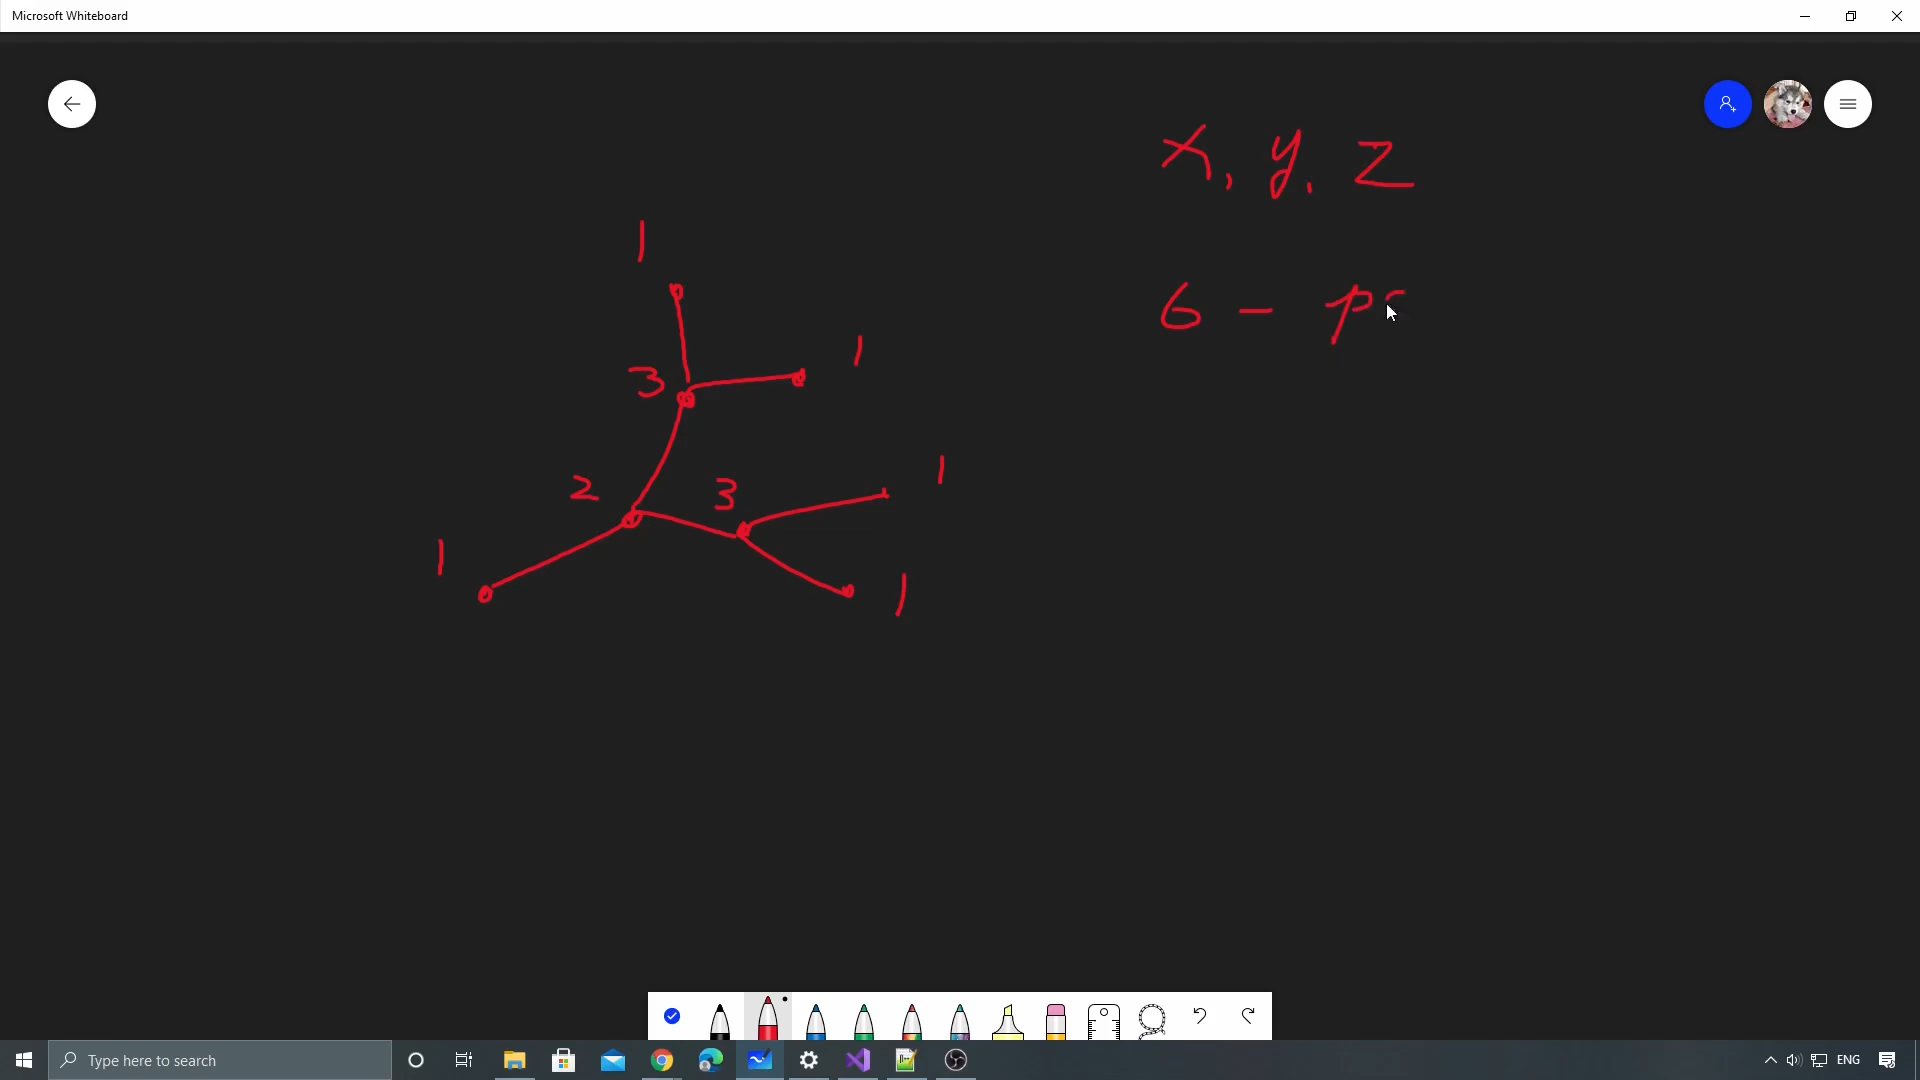 Microsoft Whiteboard
x, y, z
1
6 -
1
3
1
2 3
1
1
Type here to search
ENG